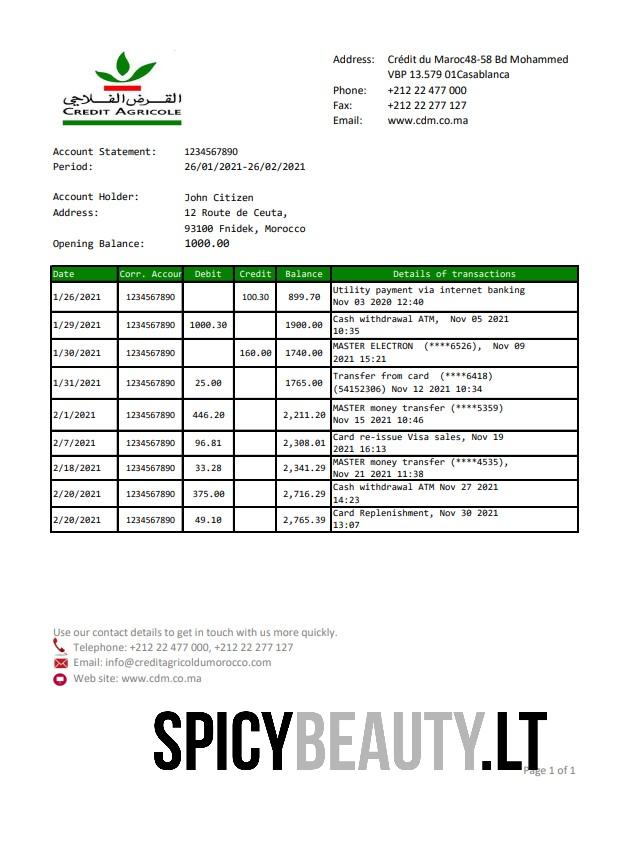 القرض الفلاحي
CREDIT AGRICOLE
Address: Crédit du Maroc48-58 Bd Mohammed
VBP 13.579 01Casablanca
Phone: +212 22 477 000
Fax: +212 22 277 127
Email: www.cdm.co.ma
Account Statement: 1234567890
Period: 26/01/2021-26/02/2021
Account Holder: John Citizen
Address: 12 Route de Ceuta,
93100 Fnidek, Morocco
Opening Balance: 1000.00
Date Corr. Accour Debit Credit Balance Details of transactions
1/26/2021 1234567890 100.30 899.70 Utility payment via internet banking
Nov 03 2020 12:40
1/29/2021 1234567890 1000.30 1900.00 Cash withdrawal ATM, Nov 05 2021
10:35
1/30/2021 1234567890 160.00 1740.00 MASTER ELECTRON (****6526), Nov 09
2021 15:21
1/31/2021 1234567890 25.00 1765.00 Transfer from card (****6418)
(54152306) Nov 12 2021 10:34
2/1/2021 1234567890 446.20 2,211.20 MASTER money transfer (****5359)
Nov 15 2021 10:46
2/7/2021 1234567890 96.81 2,308.01 Card re-issue Visa sales, Nov 19
2021 16:13
2/18/2021 1234567890 33.28 2,341.29 MASTER money transfer (****4535),
Nov 21 2021 11:38
2/20/2021 1234567890 375.00 2,716.29 Cash withdrawal ATM Nov 27 2021
14:23
2/20/2021 1234567890 49.10 2,765.39 Card Replenishment, Nov 30 2021
13:07
Use our contact details to get in touch with us more quickly.
Telephone: +212 22 477 000, +212 22 277 127
Email: info@creditagricoldumorocco.com
Web site: www.cdm.co.ma
SPICYBEAUTY.LT
Page 1 of 1